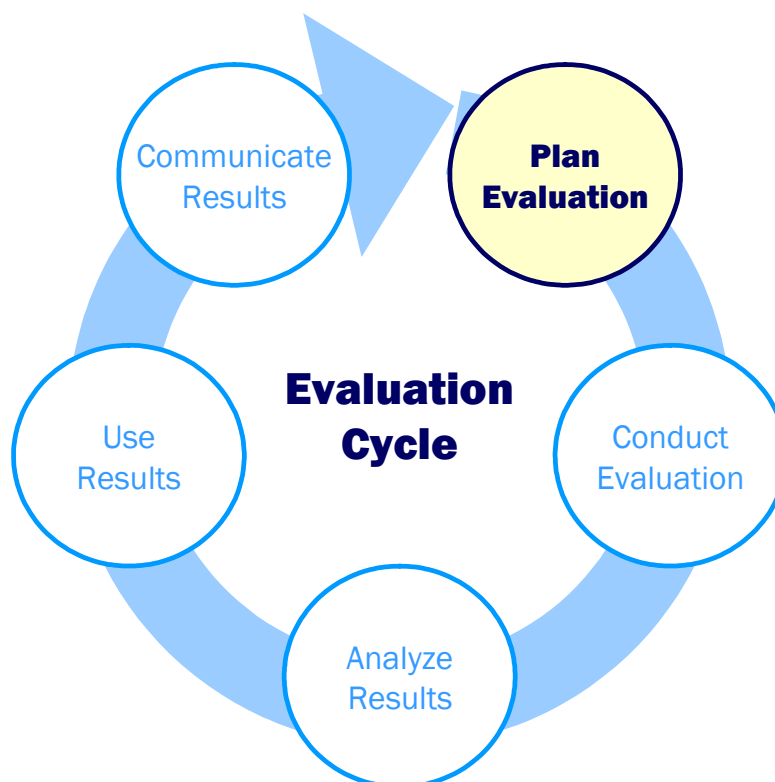 Plan
Evaluation
Conduct
Evaluation
Analyze
Results
Use
Results
Communicate
Results
Evaluation
Cycle